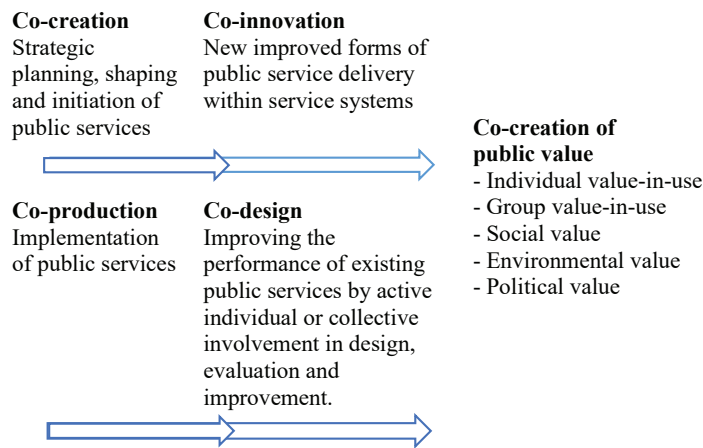 Co-creation
Strategic
planning, shaping
and initiation of
public services
Co-innovation
New improved forms of
public service delivery
within service systems
Co-production
Implementation
of public services
Co-design
Improving the
performance of existing
public services by active
individual or collective
involvement in design,
evaluation and
improvement.
Co-creation of
public value
- Individual value-in-use
- Group value-in-use
- Social value
- Environmental value
- Political value